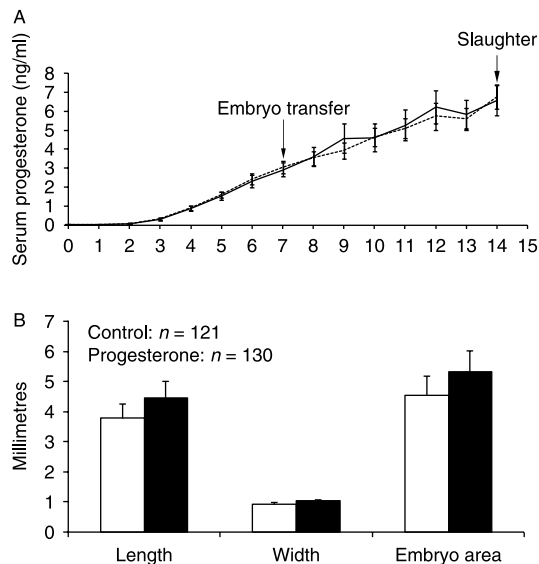 A
Serum progesterone (ng/ml)
8
7
6
5
4
3
2
1
0
Embryo transfer
Slaughter
0 1 2 3 4 5 6 7 8 9 10 11 12 13 14 15
B
Millimetres
7
6
5
4
3
2
1
0
Control: n = 121
Progesterone: n = 130
Length Width Embryo area